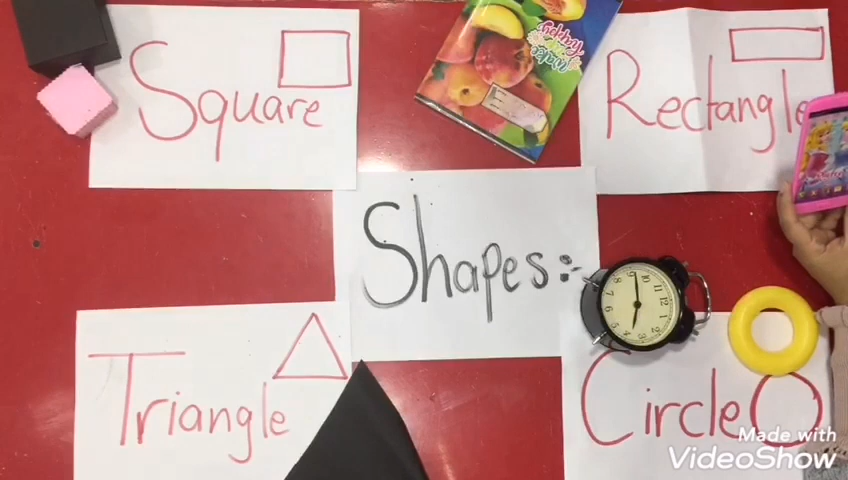 Square
Rectangle
Shapes:-
Triangle
Circle
Made with
VideoShow